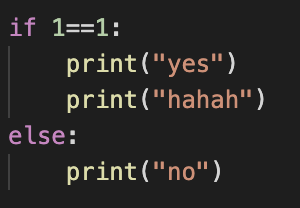 if 1==1:
    print("yes")
    print("hahah")
else:
    print("no")